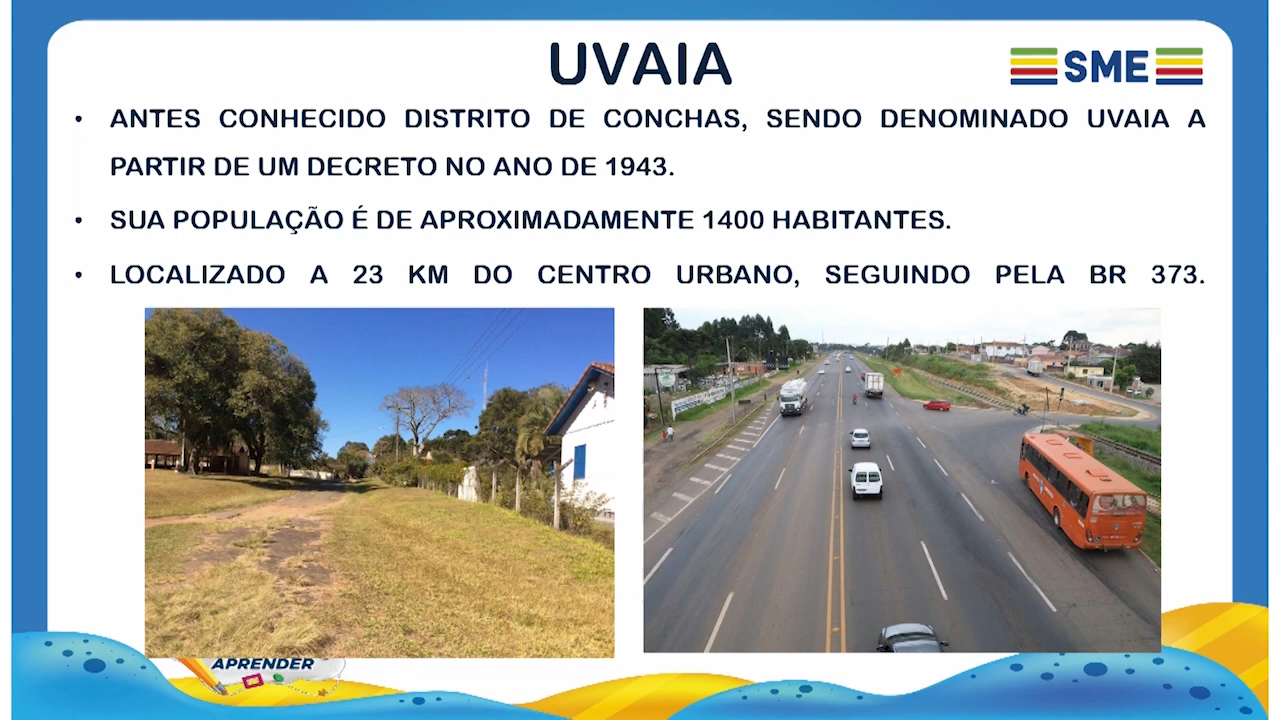 UVAIA
SME
• ANTES CONHECIDO DISTRITO DE CONCHAS, SENDO DENOMINADO UVAIA A
PARTIR DE UM DECRETO NO ANO DE 1943.
• SUA POPULAÇÃO É DE APROXIMADAMENTE 1400 HABITANTES.
• LOCALIZADO A 23 KM DO CENTRO URBANO, SEGUINDO PELA BR 373.
APRENDER